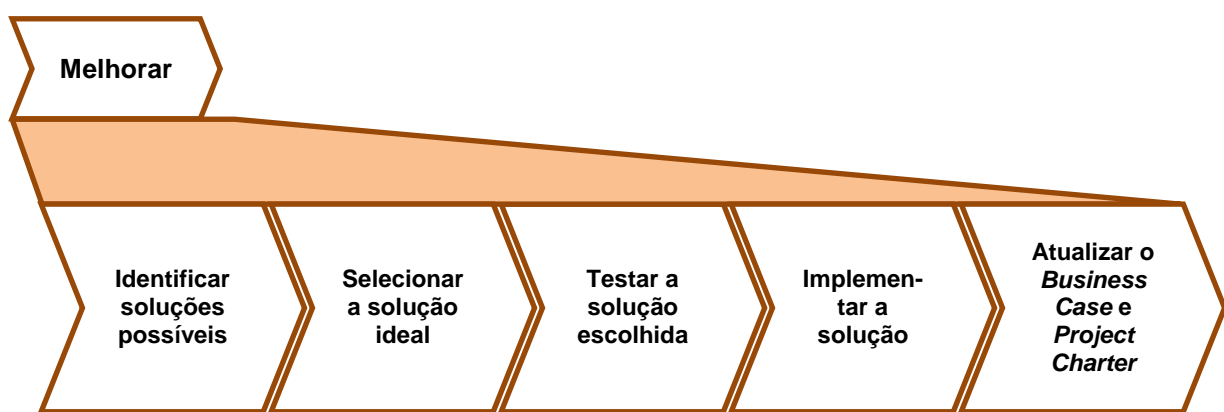 Melhorar
Identificar
soluções
possíveis
Selecionar
a solução
ideal
Testar a
solução
escolhida
Implemen-
tar a
solução
Atualizar o
Business
Case e
Project
Charter